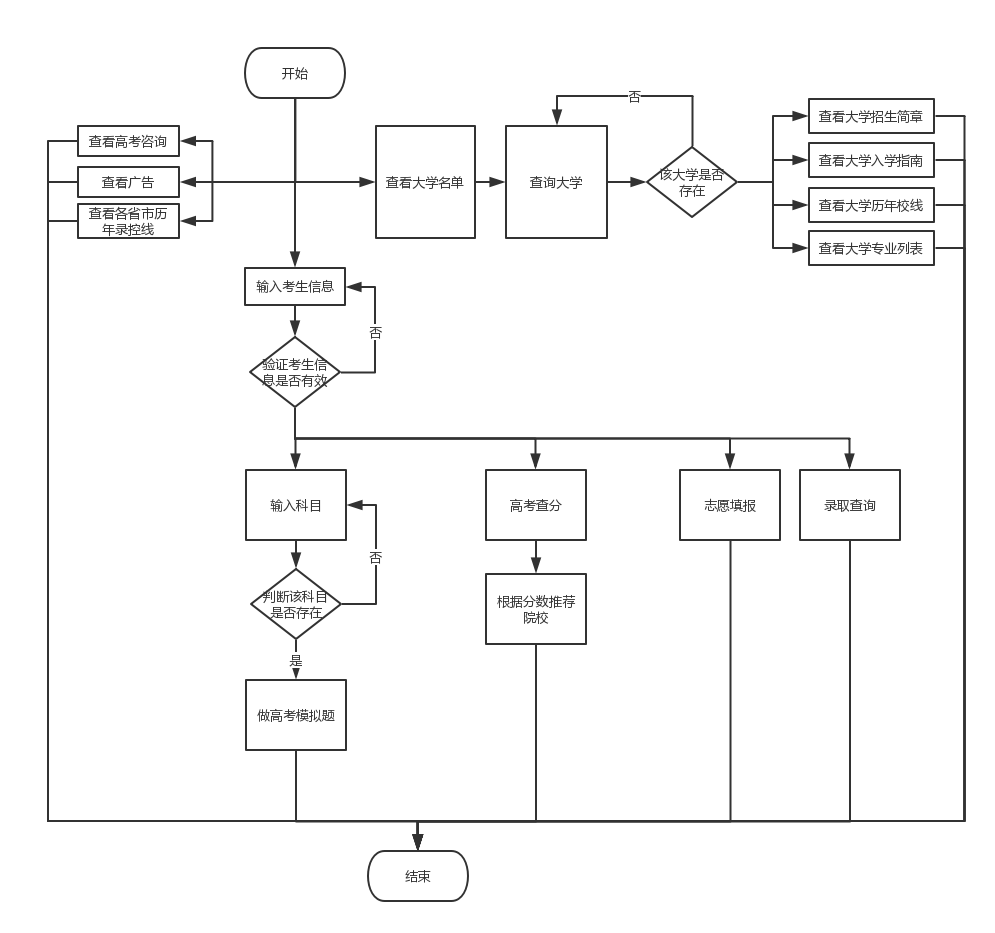 开始
否
查看高考咨询
查看广告
查看各省市历
年录控线
查看大学名单
查询大学
该大学是否
存在
查看大学招生简章
查看大学入学指南
查看大学历年校线
查看大学专业列表
输入考生信息
否
验证考生信
息是否有效
输入科目
高考查分
志愿填报
录取查询
否
判断该科目
是否存在
根据分数推荐
院校
是
做高考模拟题
结束